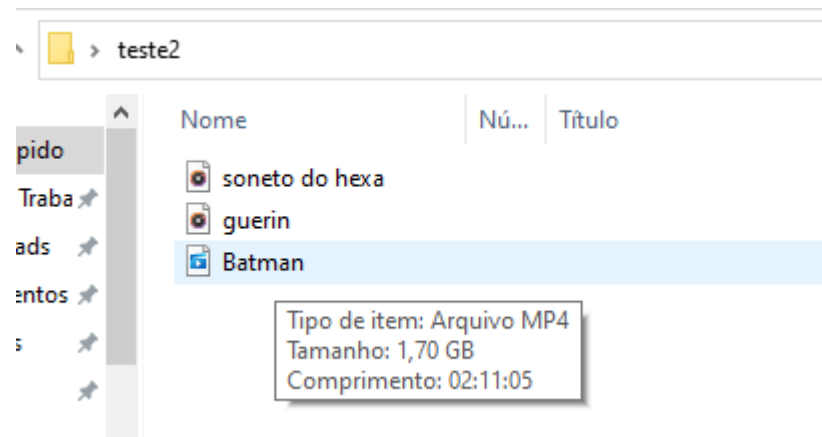 teste2
Nome Nú... Título
pido
soneto do hexa
Traba
guerin
ads
Batman
entos
Tipo de item: Arquivo MP4
Tamanho: 1,70 GB
s
Comprimento: 02:11:05